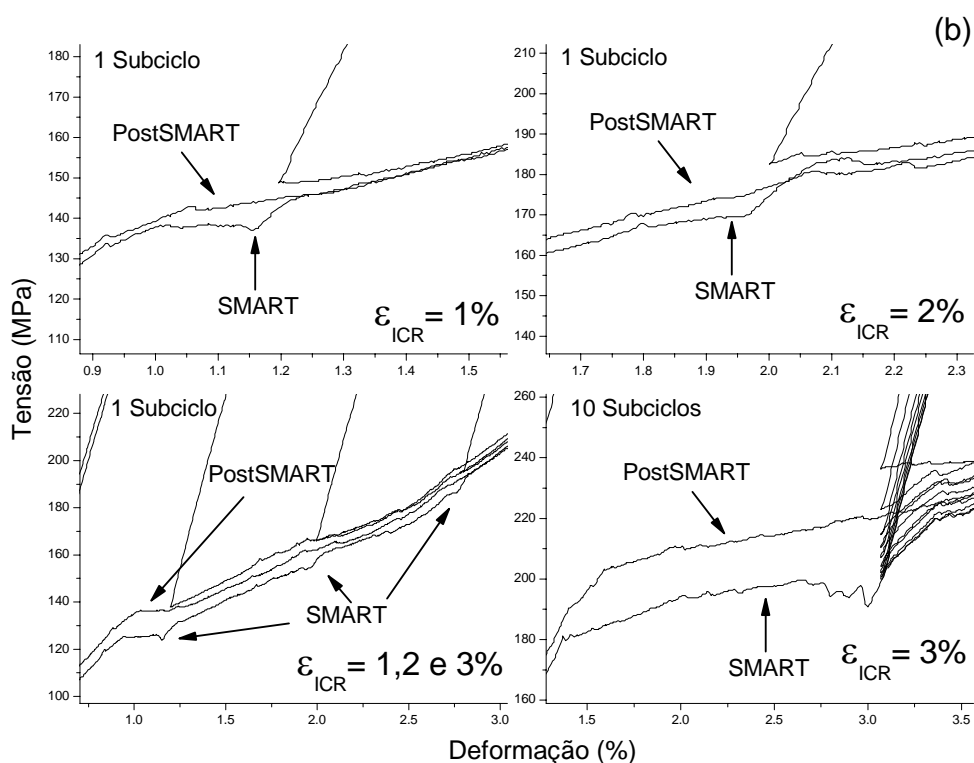 (b)
Tensão (MPa)
1 Subciclo
PostSMART
SMART
εICR= 1%
180
170
160
150
140
130
120
110
0.9
1.0
1.1
1.2
1.3
1.4
1.5
1 Subciclo
PostSMART
SMART
εICR= 2%
210
200
190
180
170
160
150
140
1.7
1.8
1.9
2.0
2.1
2.2
2.3
1 Subciclo
PostSMART
SMART
εICR= 1,2 e 3%
220
200
180
160
140
120
100
1.0
1.5
2.0
2.5
3.0
10 Subciclos
PostSMART
SMART
εICR= 3%
260
240
220
200
180
160
1.5
2.0
2.5
3.0
3.5
Deformação (%)